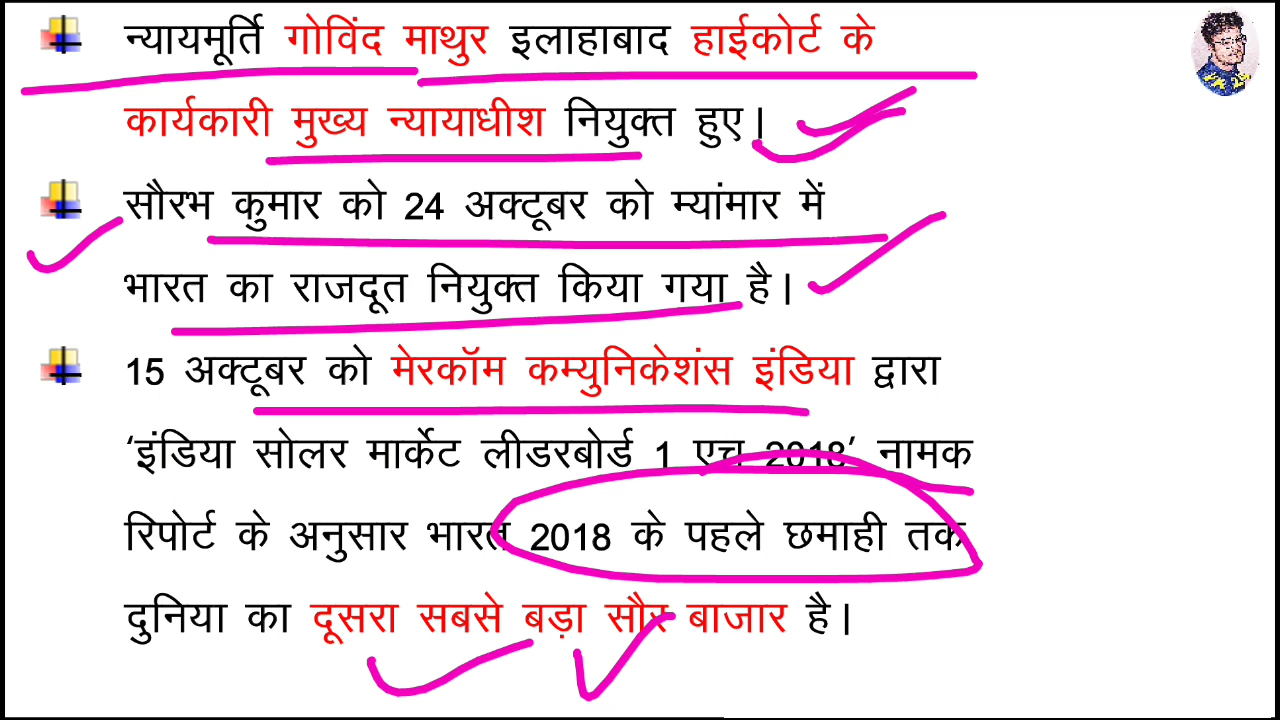 न्यायमूर्ति गोविंद माथुर इलाहाबाद हाईकोर्ट के
कार्यकारी मुख्य न्यायाधीश नियुक्त हुए।
सौरभ कुमार को 24 अक्टूबर को म्यांमार में
भारत का राजदूत नियुक्त किया गया है।
15 अक्टूबर को मेरकॉम कम्युनिकेशंस इंडिया द्वारा
‘इंडिया सोलर मार्केट लीडरबोर्ड 1 एच 2018’ नामक
रिपोर्ट के अनुसार भारत 2018 के पहले छमाही तक
दुनिया का दूसरा सबसे बड़ा सौर बाजार है।